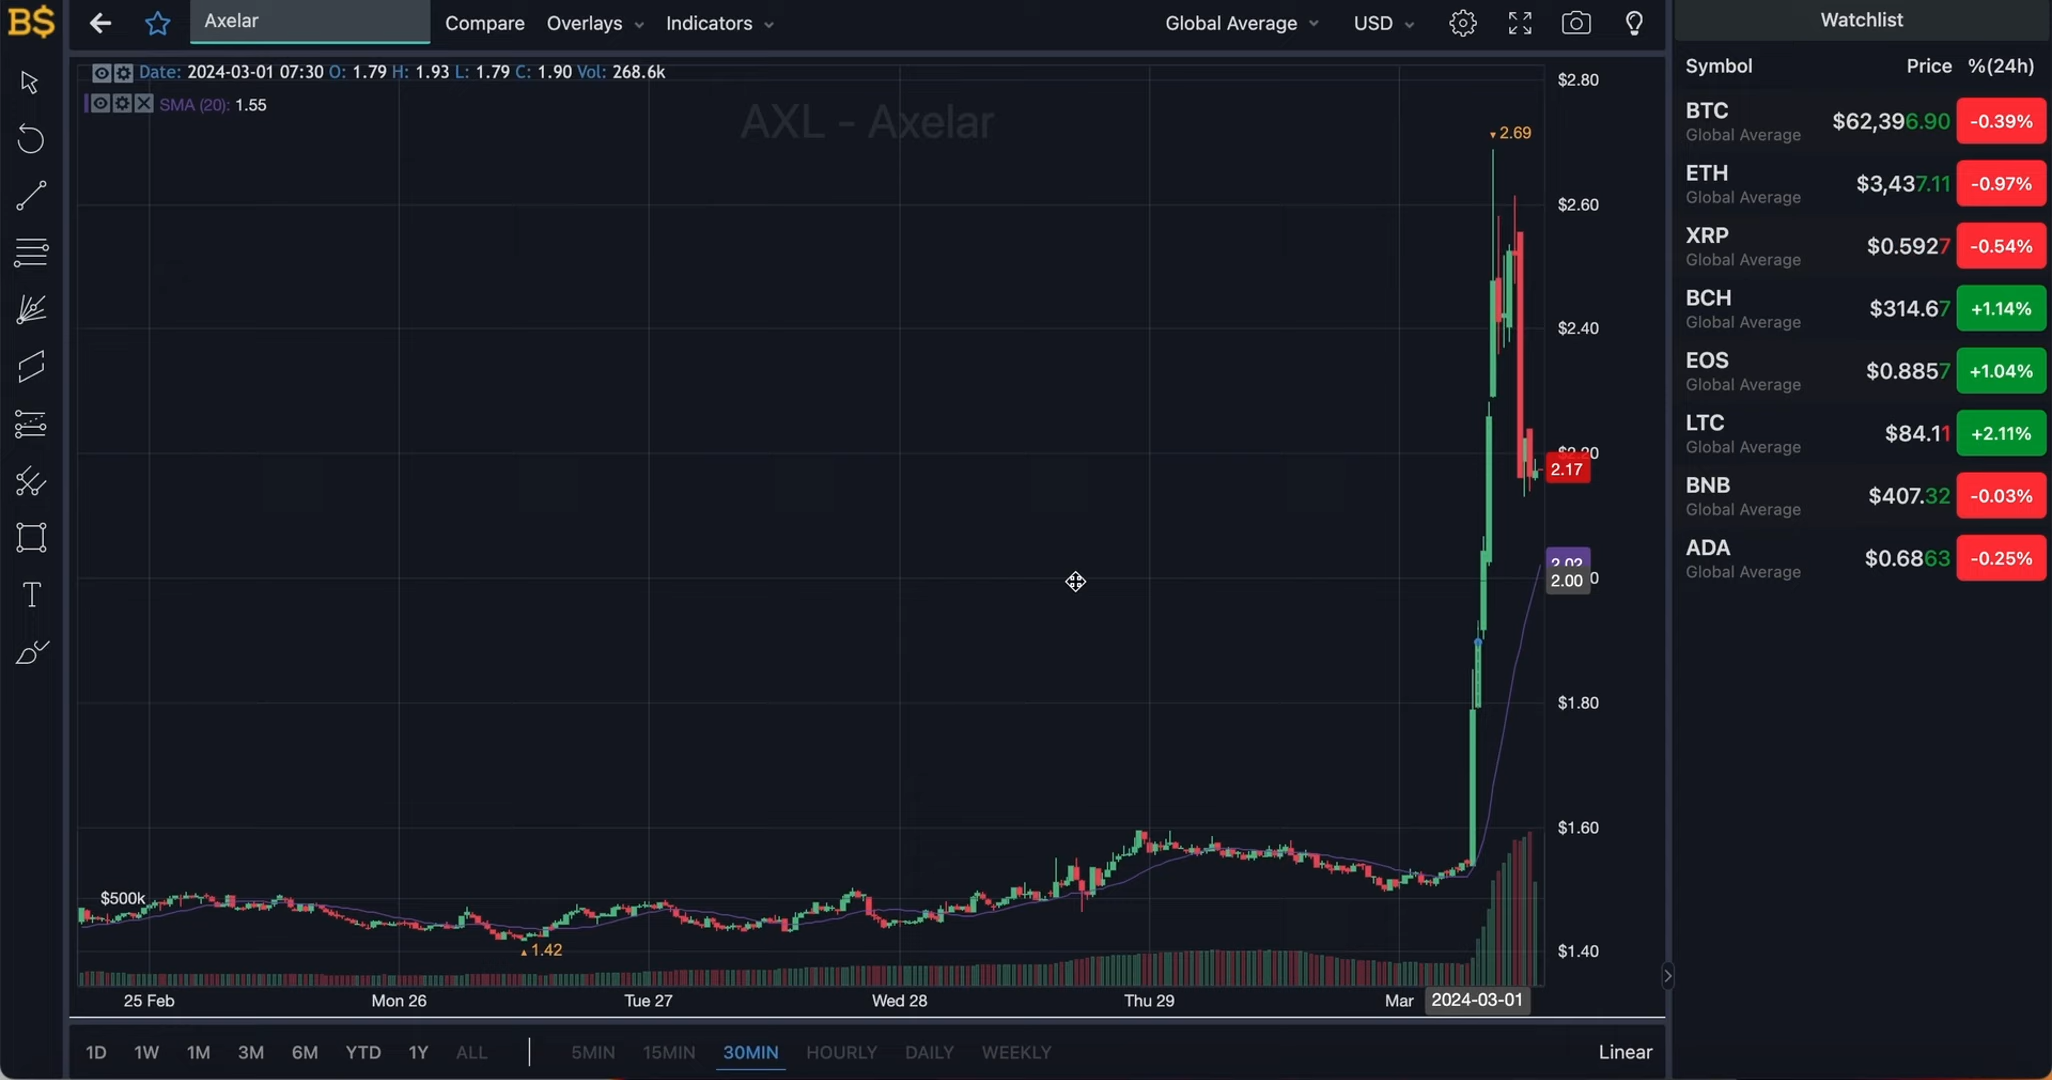 B$ Axelar Compare Overlays Indicators Global Average USD
Date: 2024-03-01 07:30 O: 1.79 H: 1.93 L: 1.79 C: 1.90 Vol: 268.6k
SMA (20): 1.55
AXL - Axelar
2.69
1.42
$500k
$2.80
$2.60
$2.40
2.17
2.02
2.00
$1.80
$1.60
$1.40
25 Feb Mon 26 Tue 27 Wed 28 Thu 29 Mar 2024-03-01
1D 1W 1M 3M 6M YTD 1Y ALL 5MIN 15MIN 30MIN HOURLY DAILY WEEKLY Linear
Watchlist
Symbol Price %(24h)
BTC $62,396.90 -0.39%
Global Average
ETH $3,437.11 -0.97%
Global Average
XRP $0.5927 -0.54%
Global Average
BCH $314.67 +1.14%
Global Average
EOS $0.8857 +1.04%
Global Average
LTC $84.11 +2.11%
Global Average
BNB $407.32 -0.03%
Global Average
ADA $0.6863 -0.25%
Global Average